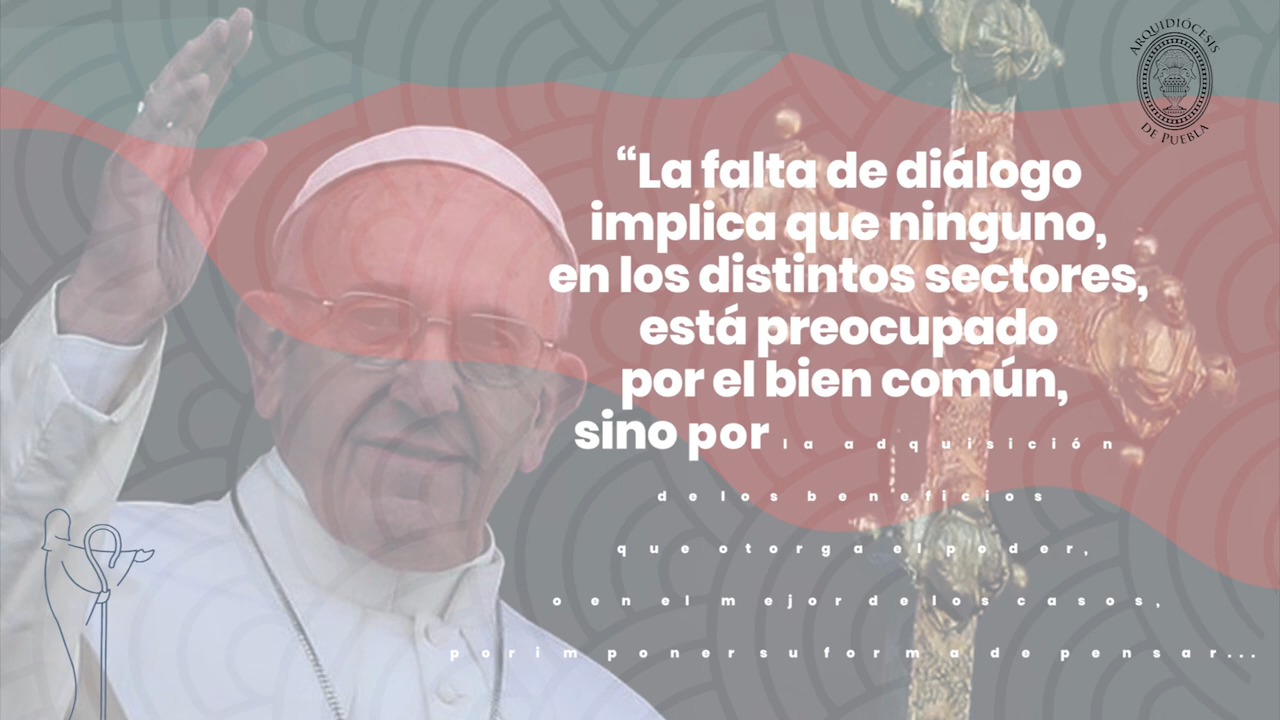 ARQUIDIÓCESIS
DE PUEBLA
“La falta de diálogo
implica que ninguno,
en los distintos sectores,
está preocupado
por el bien común,
sino por la adquisición
de los beneficios
que otorga el poder,
o en el mejor de los casos,
por imponer su forma de pensar...